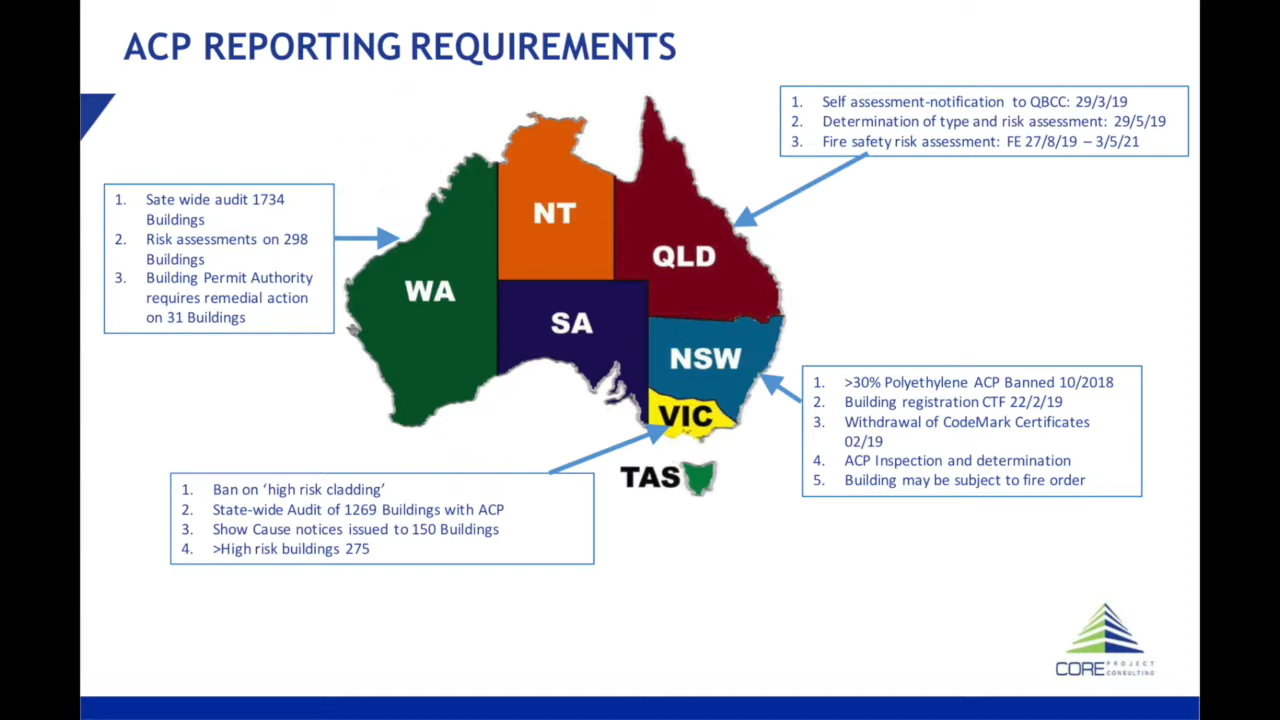 ACP REPORTING REQUIREMENTS
1. Self assessment-notification to QBCC: 29/3/19
2. Determination of type and risk assessment: 29/5/19
3. Fire safety risk assessment: FE 27/8/19 – 3/5/21
1. Sate wide audit 1734
Buildings
2. Risk assessments on 298
Buildings
3. Building Permit Authority
requires remedial action
on 31 Buildings
NT
QLD
WA
SA
NSW
VIC
TAS
1. >30% Polyethylene ACP Banned 10/2018
2. Building registration CTF 22/2/19
3. Withdrawal of CodeMark Certificates
02/19
4. ACP Inspection and determination
5. Building may be subject to fire order
1. Ban on ‘high risk cladding’
2. State-wide Audit of 1269 Buildings with ACP
3. Show Cause notices issued to 150 Buildings
4. >High risk buildings 275
CORE PROJECT
CONSULTING